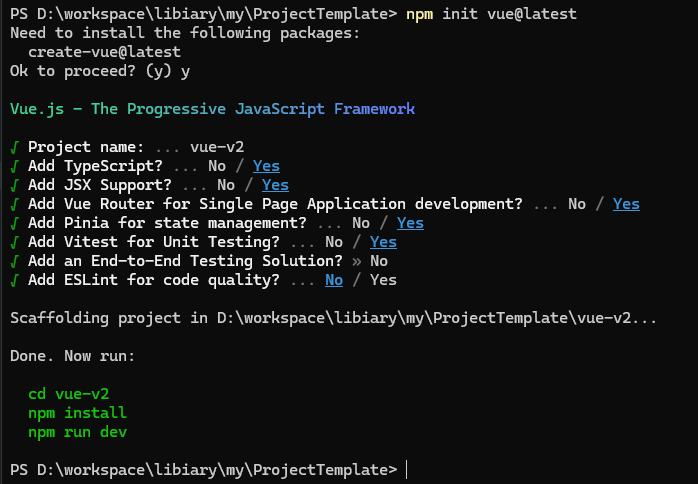 PS D:\workspace\libiary\my\ProjectTemplate> npm init vue@latest
Need to install the following packages:
  create-vue@latest
Ok to proceed? (y) y
Vue.js - The Progressive JavaScript Framework
√ Project name: ... vue-v2
√ Add TypeScript? ... No / Yes
√ Add JSX Support? ... No / Yes
√ Add Vue Router for Single Page Application development? ... No / Yes
√ Add Pinia for state management? ... No / Yes
√ Add Vitest for Unit Testing? ... No / Yes
√ Add an End-to-End Testing Solution? » No
√ Add ESLint for code quality? ... No / Yes
Scaffolding project in D:\workspace\libiary\my\ProjectTemplate\vue-v2...
Done. Now run:
  cd vue-v2
  npm install
  npm run dev
PS D:\workspace\libiary\my\ProjectTemplate>